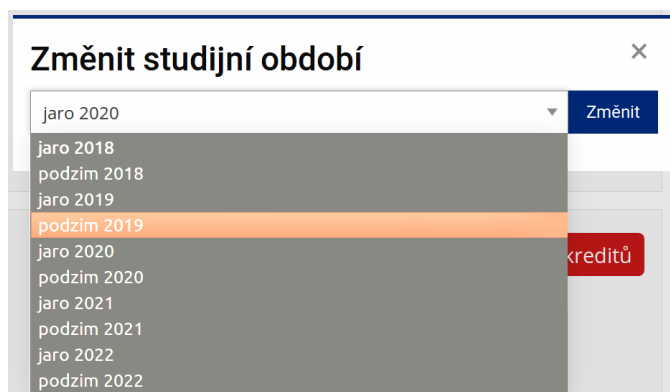 Změnit studijní období
×
jaro 2020
Změnit
jaro 2018
podzim 2018
jaro 2019
podzim 2019
jaro 2020
kreditů
podzim 2020
jaro 2021
podzim 2021
jaro 2022
podzim 2022